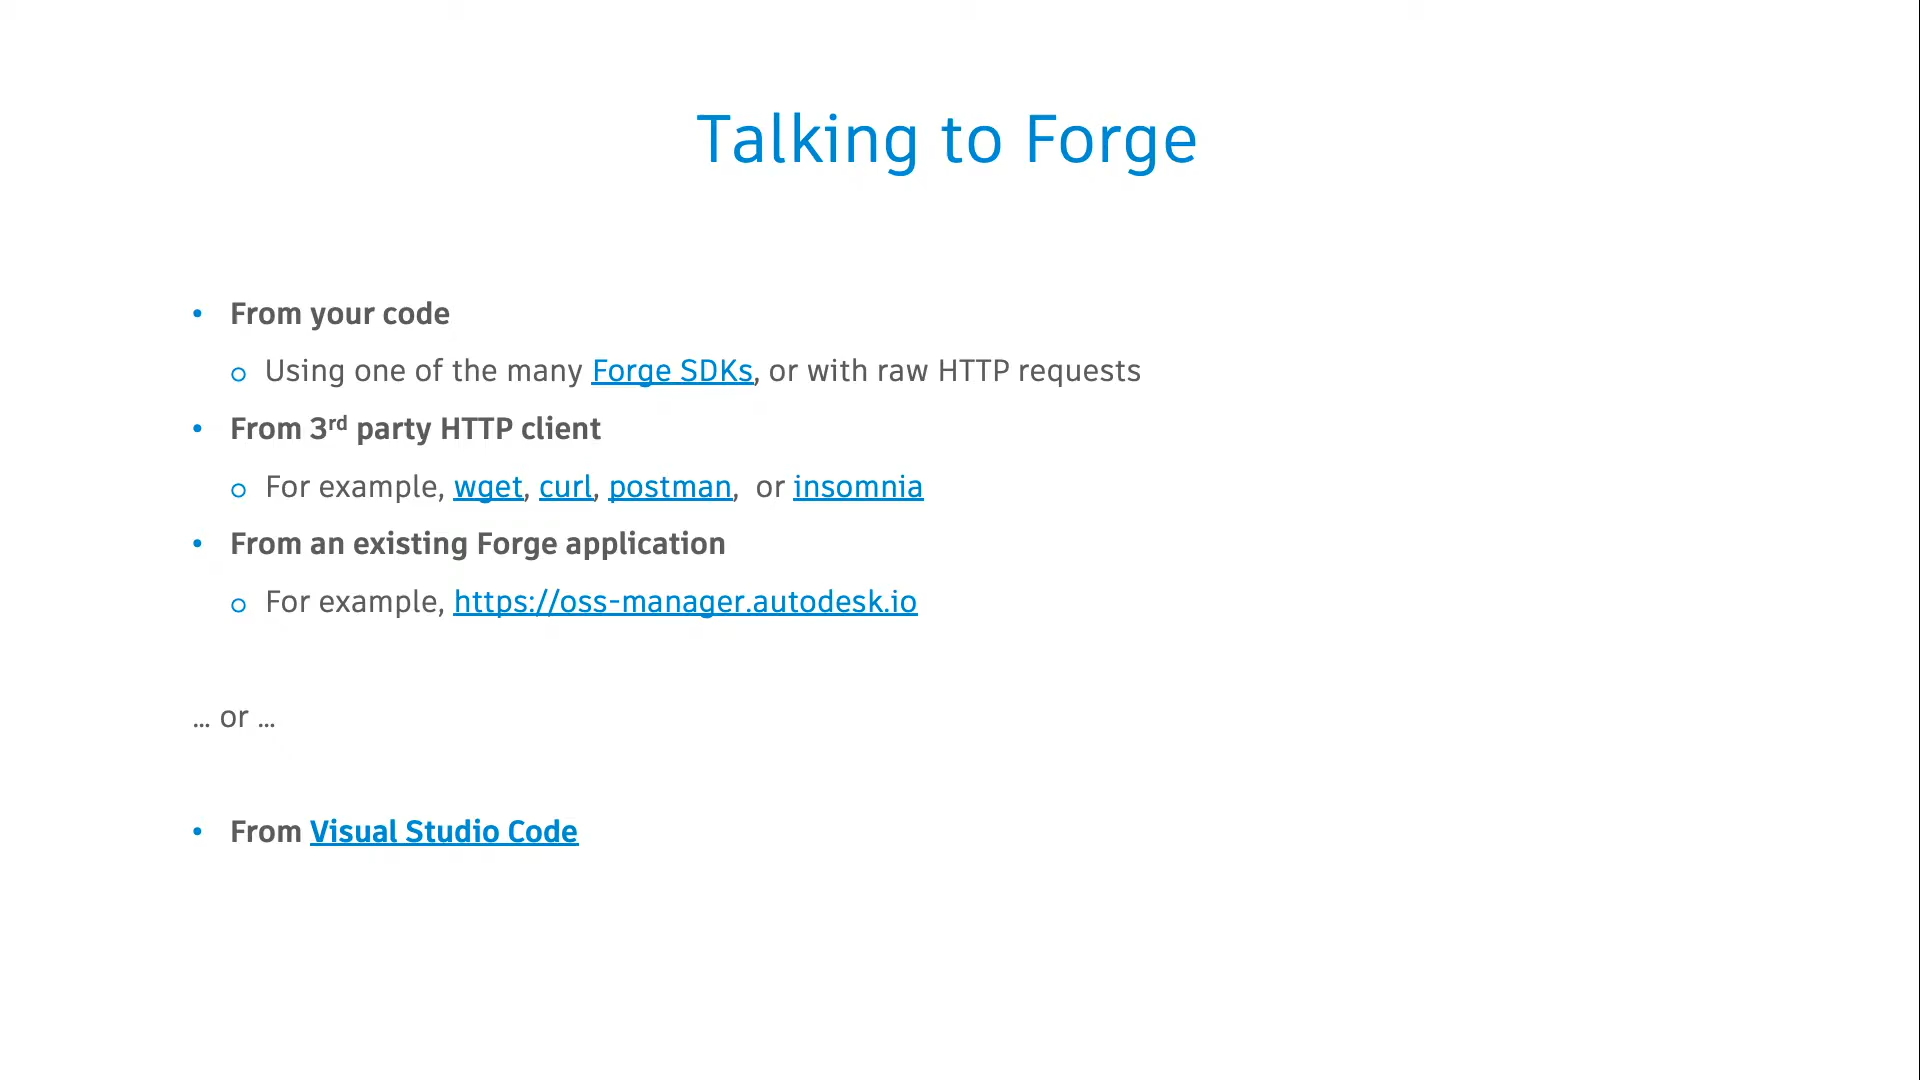 Talking to Forge
• From your code
o Using one of the many Forge SDKs, or with raw HTTP requests
• From 3rd party HTTP client
o For example, wget, curl, postman,  or insomnia
• From an existing Forge application
o For example, https://oss-manager.autodesk.io
… or …
• From Visual Studio Code